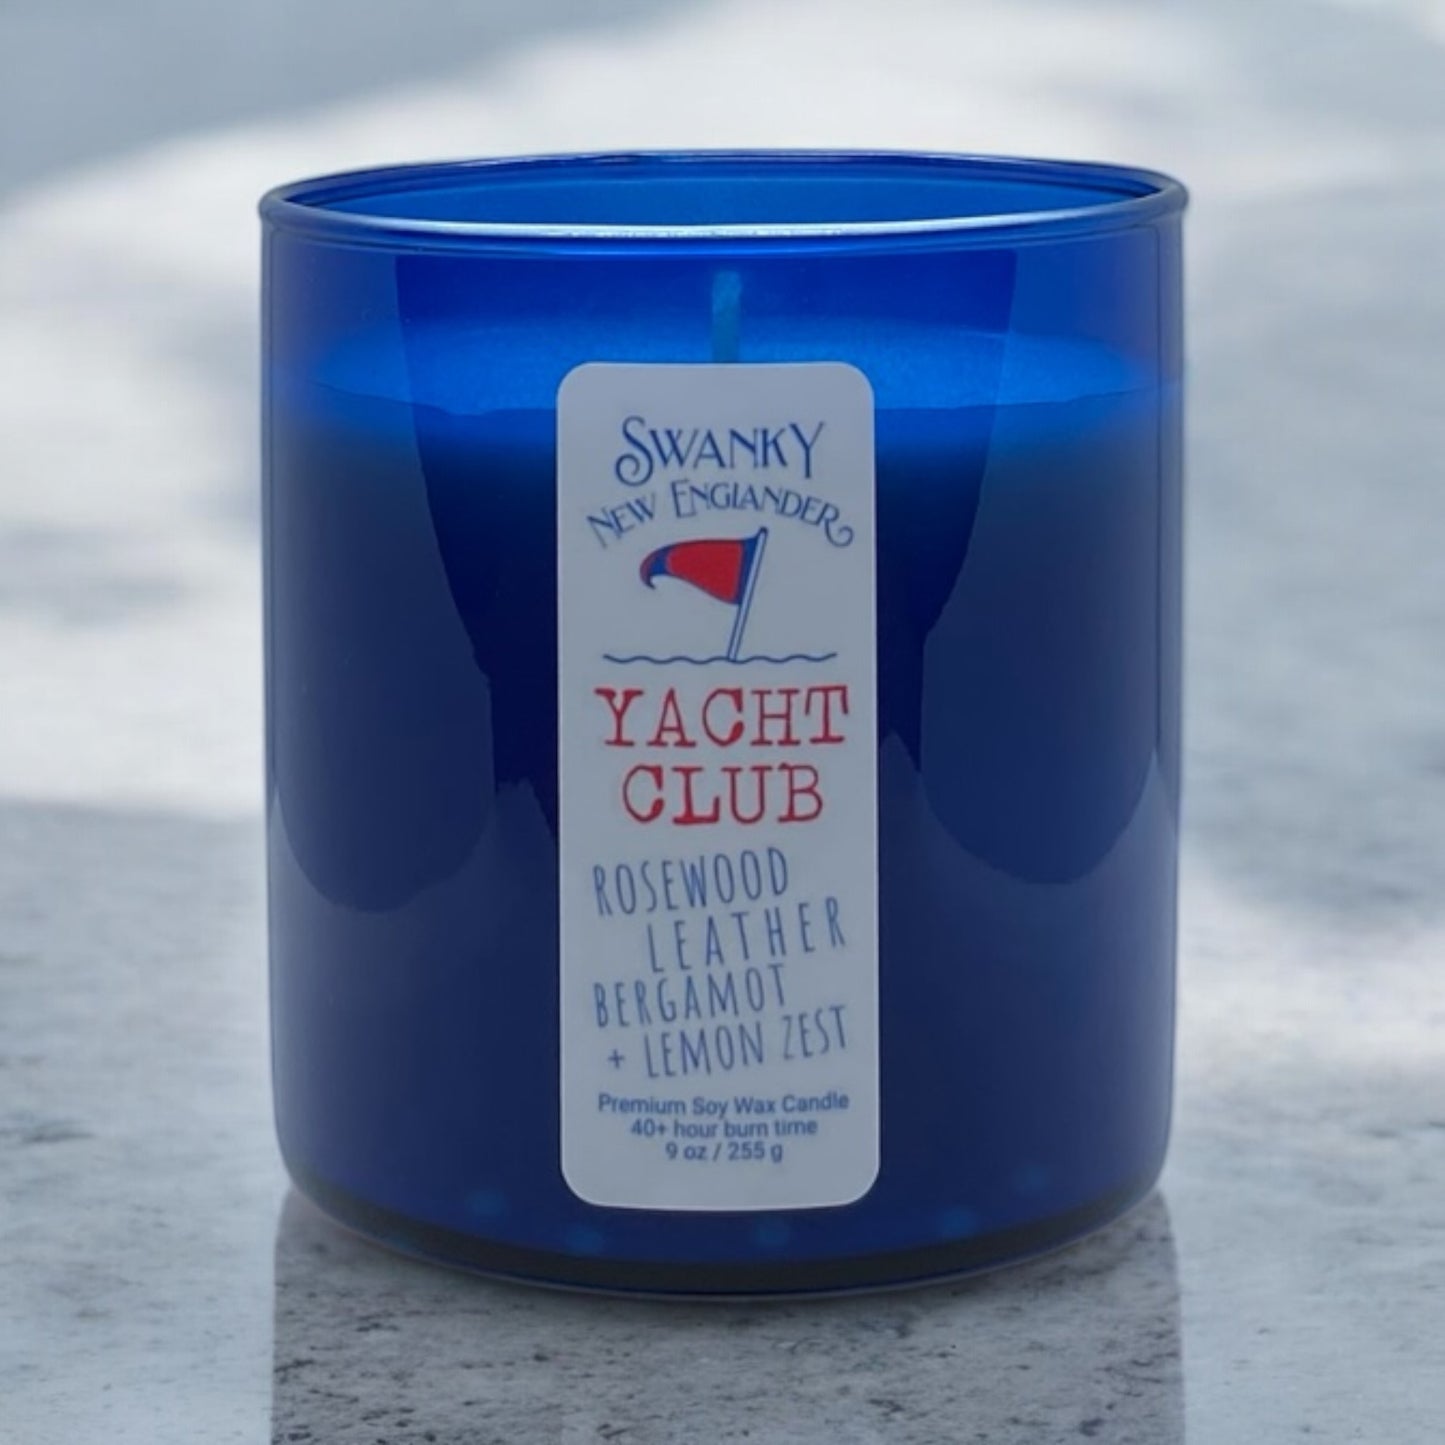 SWANKY
NEW ENGLANDER
YACHT
CLUB
ROSEWOOD
LEATHER
BERGAMOT
+ LEMON ZEST
Premium Soy Wax Candle
40+ hour burn time
9 oz / 255 g